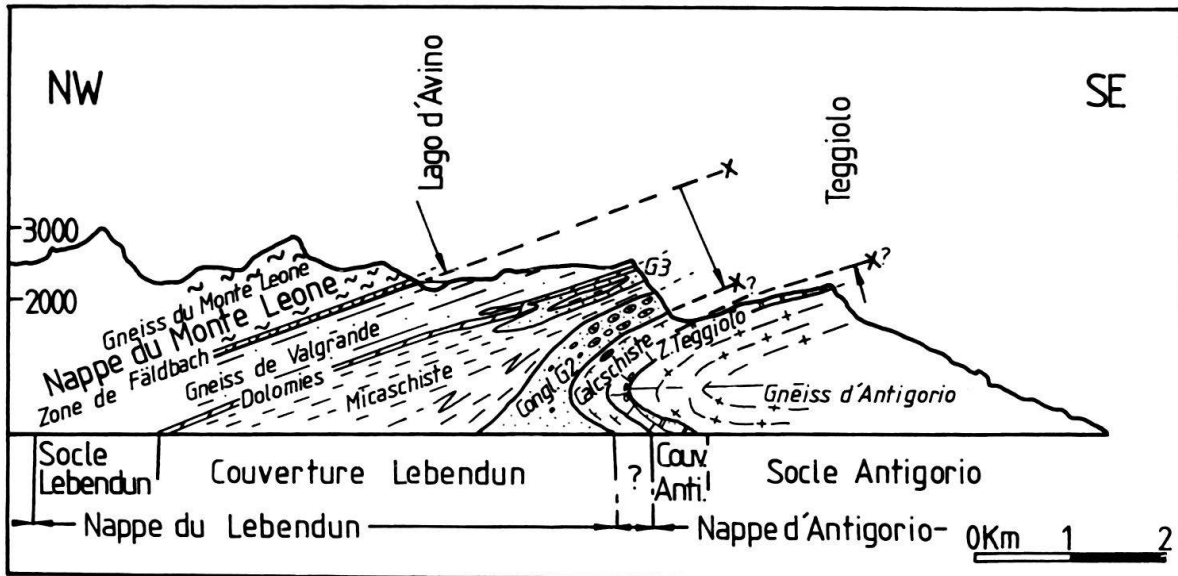 NW
SE
Lago d'Avino
Teggiolo
3000
2000
Gneiss du Monte Leone
Nappe du Monte Leone
Zone de Fäldbach
Gneiss de Valgrande
Dolomies
Micaschiste
G3
Congl. G2
Calcschiste
Z. Teggiolo
Gneiss d'Antigorio
X
X ?
X ?
Socle
Lebendun
Couverture Lebendun
?
Couv.
Anti.
Socle Antigorio
Nappe du Lebendun
Nappe d'Antigorio
0Km 1 2